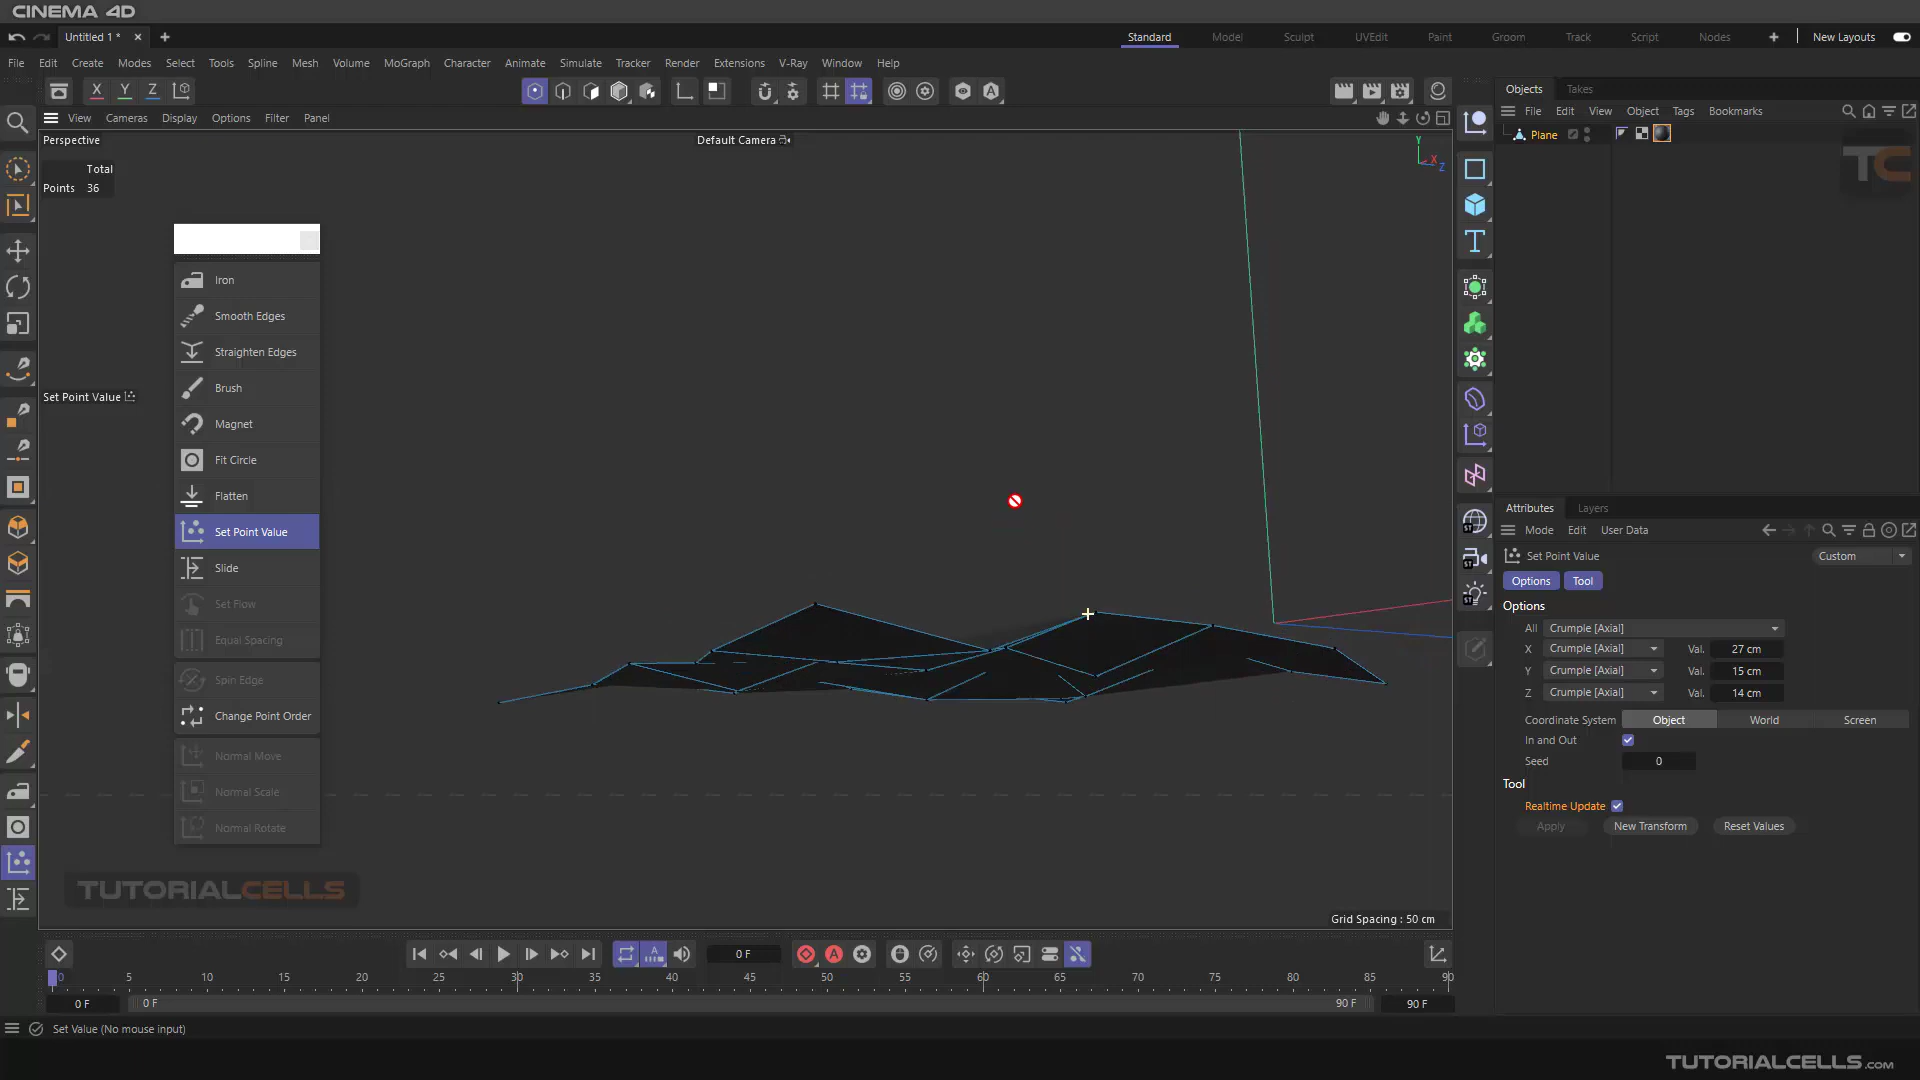 CINEMA 4D
Untitled 1 *
Standard
Model
Sculpt
UVEdit
Paint
Groom
Track
Script
Nodes
New Layouts
File Edit Create Modes Select Tools Spline Mesh Volume MoGraph Character Animate Simulate Tracker Render Extensions V-Ray Window Help
X Y Z
View Cameras Display Options Filter Panel
Perspective
Default Camera
Total
Points 36
Y
X
Z
Set Point Value
Iron
Smooth Edges
Straighten Edges
Brush
Magnet
Fit Circle
Flatten
Set Point Value
Slide
Set Flow
Equal Spacing
Spin Edge
Change Point Order
Normal Move
Normal Scale
Normal Rotate
TUTORIALCELLS
Grid Spacing : 50 cm
Objects Takes
File Edit View Object Tags Bookmarks
Plane
TC
Attributes Layers
Mode Edit User Data
Set Point Value
Custom
Options Tool
Options
All Crumple [Axial]
X Crumple [Axial] Val. 27 cm
Y Crumple [Axial] Val. 15 cm
Z Crumple [Axial] Val. 14 cm
Coordinate System Object World Screen
In and Out
Seed 0
Tool
Realtime Update
Apply New Transform Reset Values
0 F
0 5 10 15 20 25 30 35 40 45 50 55 60 65 70 75 80 85 90
0 F 0 F 90 F 90 F
Set Value (No mouse input)
TUTORIALCELLS.com